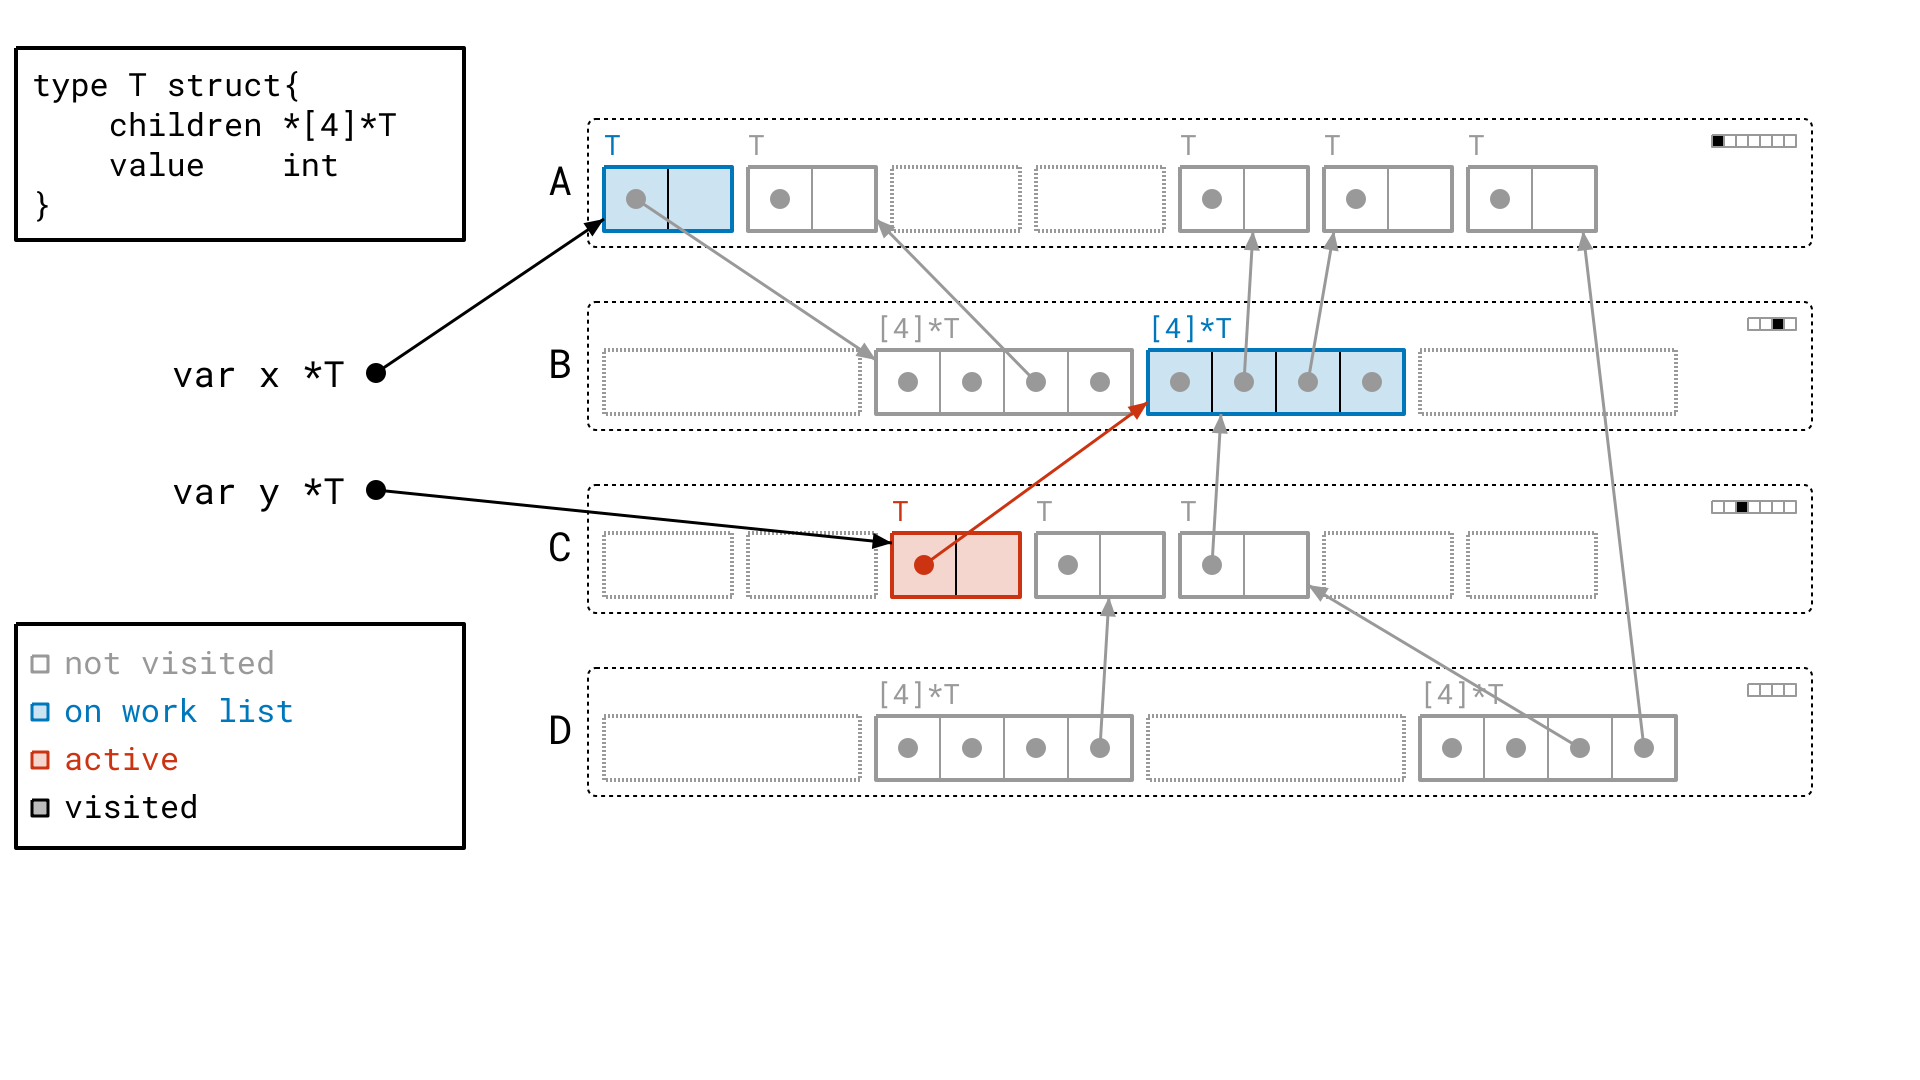 type T struct{
    children *[4]*T
    value    int
}
var x *T
var y *T
not visited
on work list
active
visited
A
T T T T T
B
[4]*T [4]*T
C
T T T
D
[4]*T [4]*T